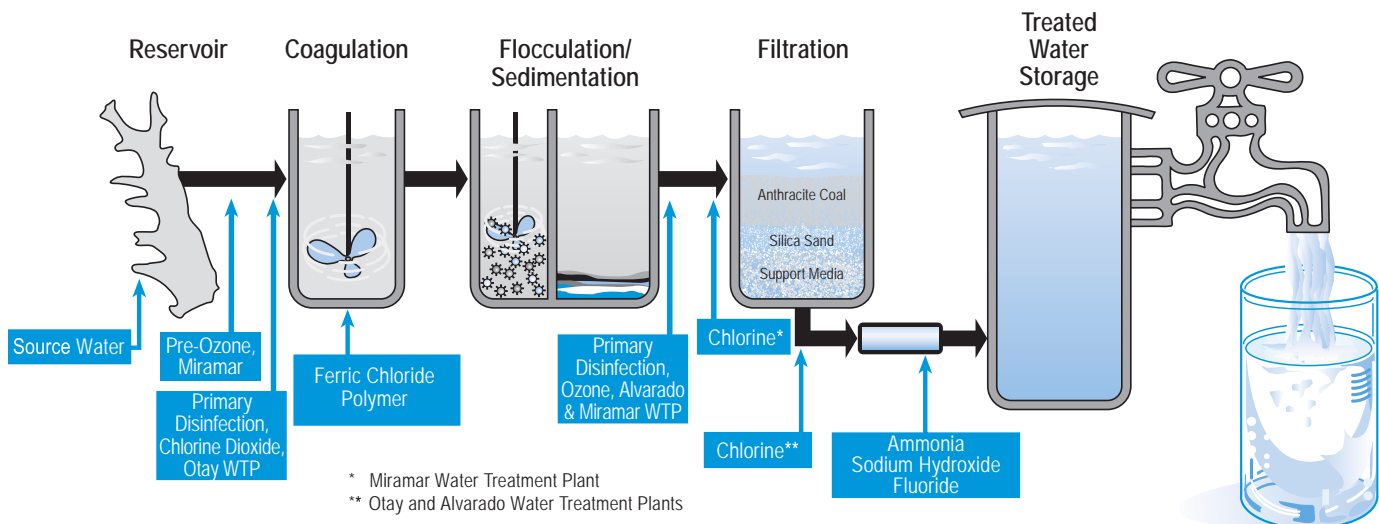 Reservoir
Coagulation
Flocculation/
Sedimentation
Filtration
Treated
Water
Storage
Anthracite Coal
Silica Sand
Support Media
Source Water
Pre-Ozone,
Miramar
Primary
Disinfection,
Chlorine Dioxide,
Otay WTP
Ferric Chloride
Polymer
Primary
Disinfection,
Ozone, Alvarado
& Miramar WTP
Chlorine*
Chlorine**
Ammonia
Sodium Hydroxide
Fluoride
* Miramar Water Treatment Plant
** Otay and Alvarado Water Treatment Plants